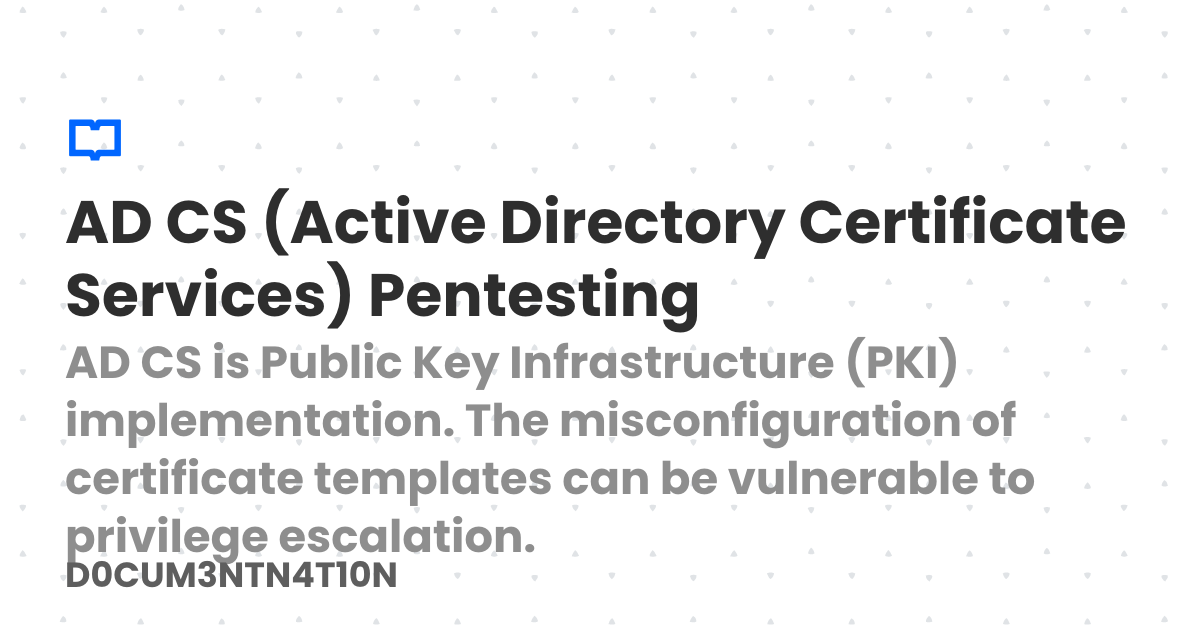 AD CS (Active Directory Certificate
Services) Pentesting
AD CS is Public Key Infrastructure (PKI)
implementation. The misconfiguration of
certificate templates can be vulnerable to
privilege escalation.
D0CUM3NTN4T10N